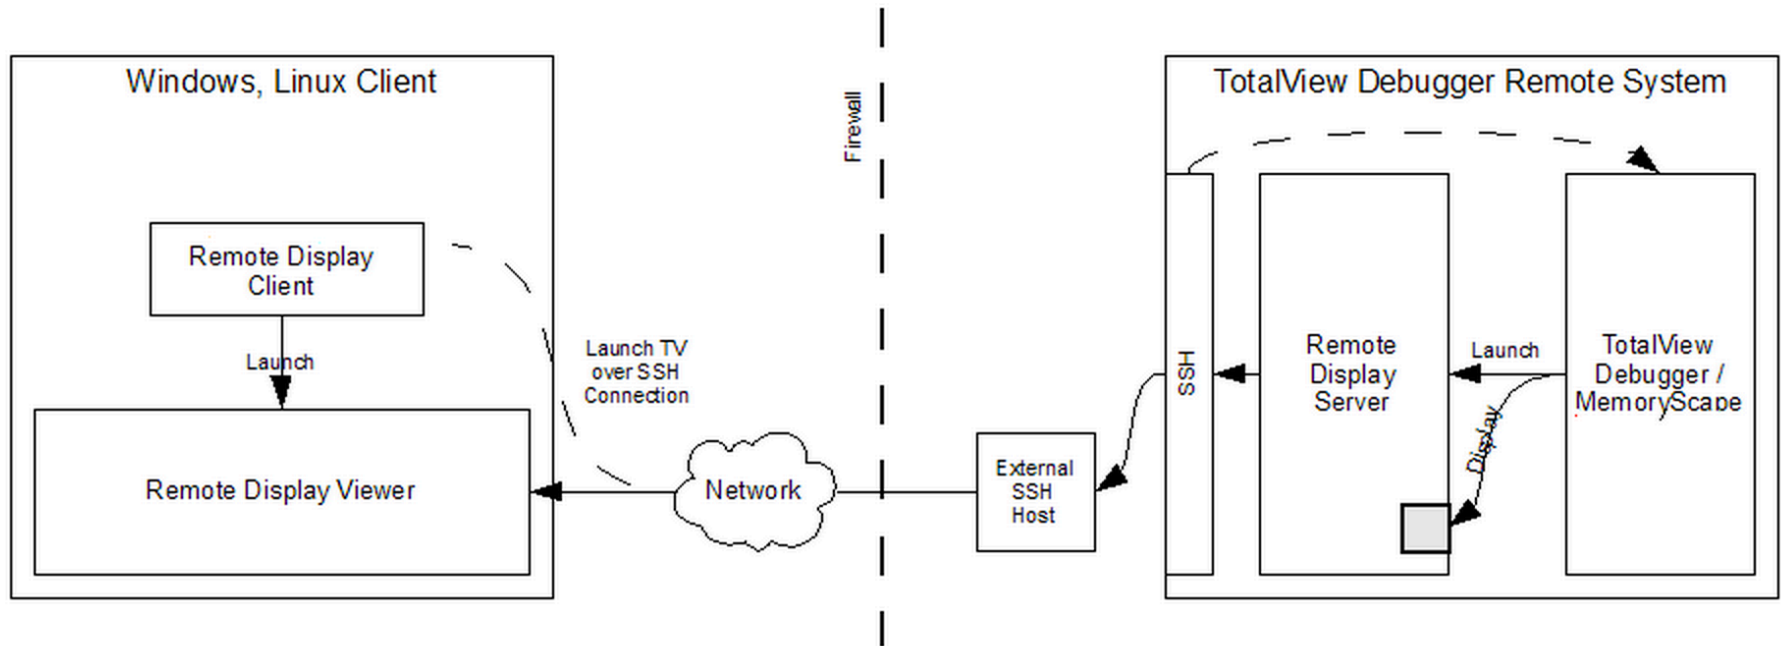 Windows, Linux Client
Remote Display
Client
Launch
Remote Display Viewer
Launch TV
over SSH
Connection
Network
Firewall
External
SSH
Host
TotalView Debugger Remote System
SSH
Remote
Display
Server
Launch
Display
TotalView
Debugger /
MemoryScape